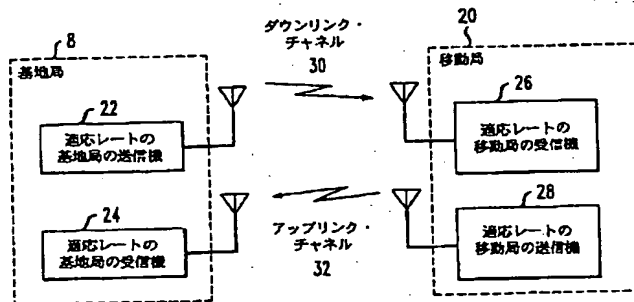 8
基地局
22
適応レートの
基地局の送信機
24
適応レートの
基地局の受信機
ダウンリンク・
チャネル
30
アップリンク・
チャネル
32
20
移動局
26
適応レートの
移動局の受信機
28
適応レートの
移動局の送信機